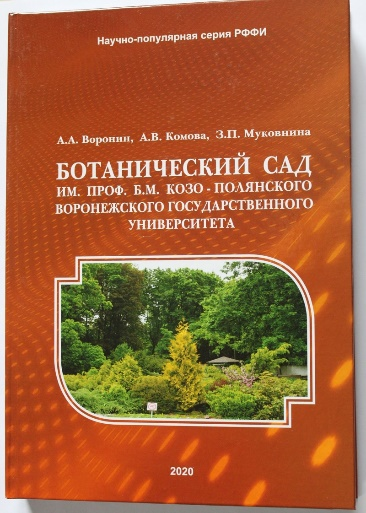 Научно-популярная серия РФФИ
А.А. Воронин, А.В. Комова, З.П. Муковнина
БОТАНИЧЕСКИЙ САД
ИМ. ПРОФ. Б.М. КОЗО - ПОЛЯНСКОГО
ВОРОНЕЖСКОГО ГОСУДАРСТВЕННОГО
УНИВЕРСИТЕТА
2020